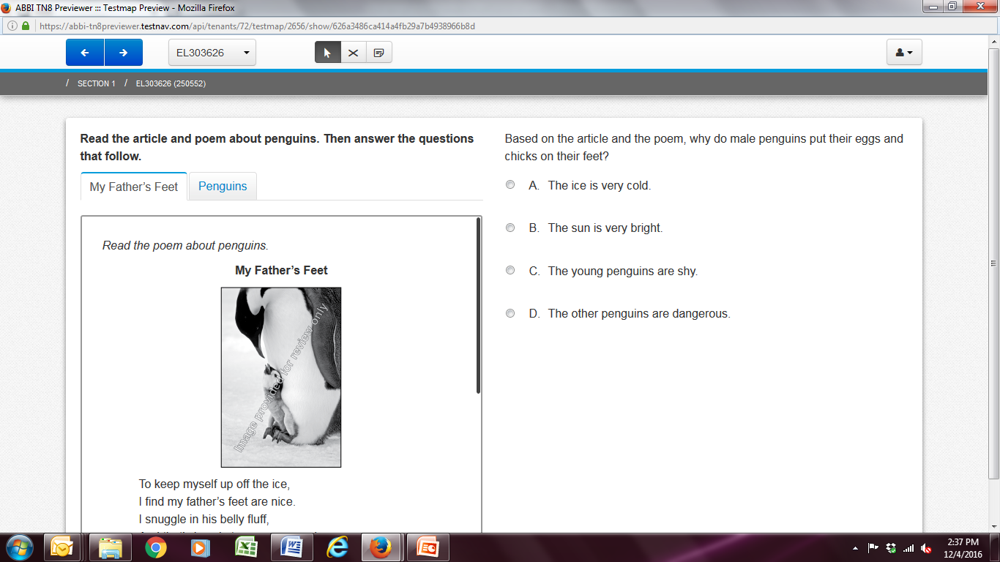 ABBI TN8 Previewer ::: Testmap Preview - Mozilla Firefox
https://abbi-tn8previewer.testnav.com/api/tenants/72/testmap/2656/show/626a3486ca414a4fb29a7b4938966b8d
EL303626
/ SECTION 1 / EL303626 (250552)
Read the article and poem about penguins. Then answer the questions
that follow.
My Father's Feet
Penguins
Read the poem about penguins.
My Father's Feet
Image provided for review only
To keep myself up off the ice,
I find my father's feet are nice.
I snuggle in his belly fluff,
Based on the article and the poem, why do male penguins put their eggs and
chicks on their feet?
A. The ice is very cold.
B. The sun is very bright.
C. The young penguins are shy.
D. The other penguins are dangerous.
2:37 PM
12/4/2016